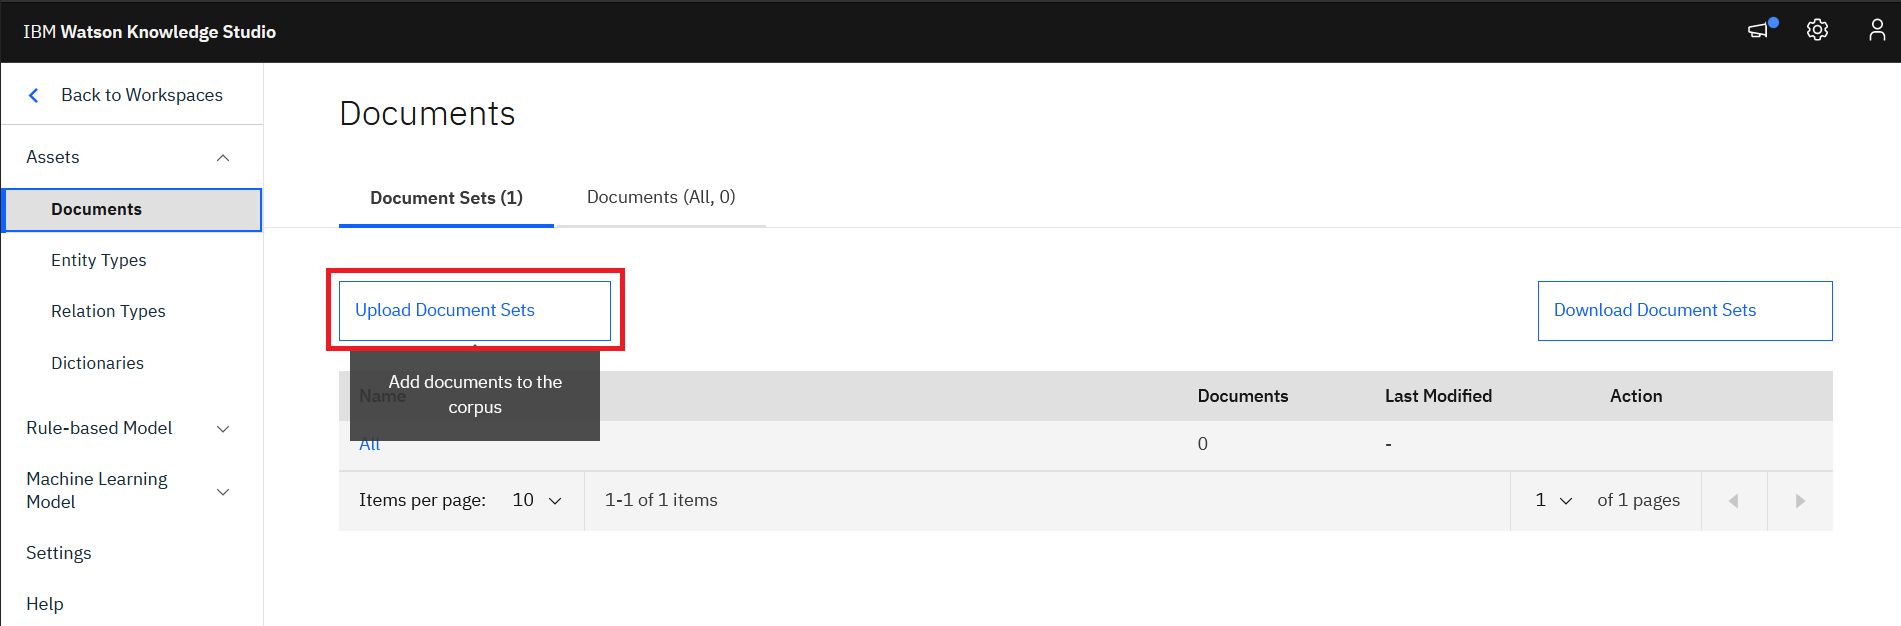 IBM Watson Knowledge Studio
Back to Workspaces
Assets
Documents
Entity Types
Relation Types
Dictionaries
Rule-based Model
Machine Learning
Model
Settings
Help
Documents
Document Sets (1)
Documents (All, 0)
Upload Document Sets
Download Document Sets
Add documents to the
corpus
Name
Documents
Last Modified
Action
All
0
-
Items per page: 10
1-1 of 1 items
1 of 1 pages